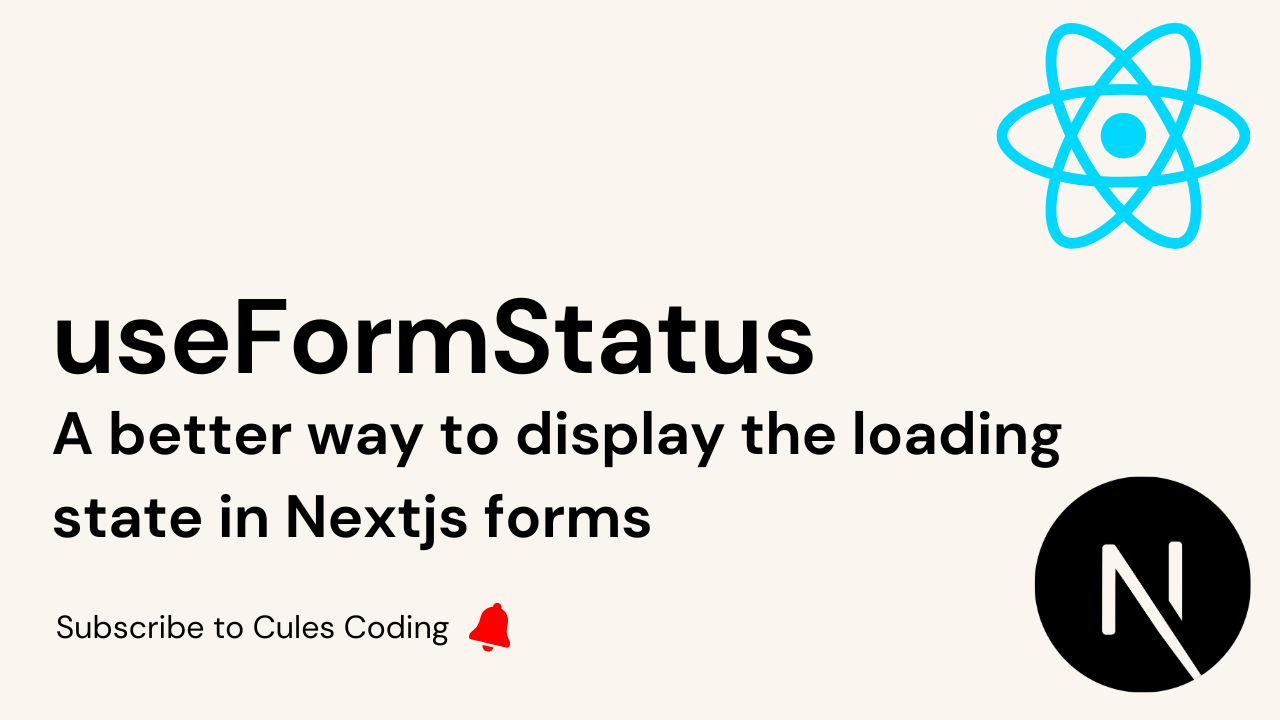 useFormStatus
A better way to display the loading
state in Nextjs forms
Subscribe to Cules Coding